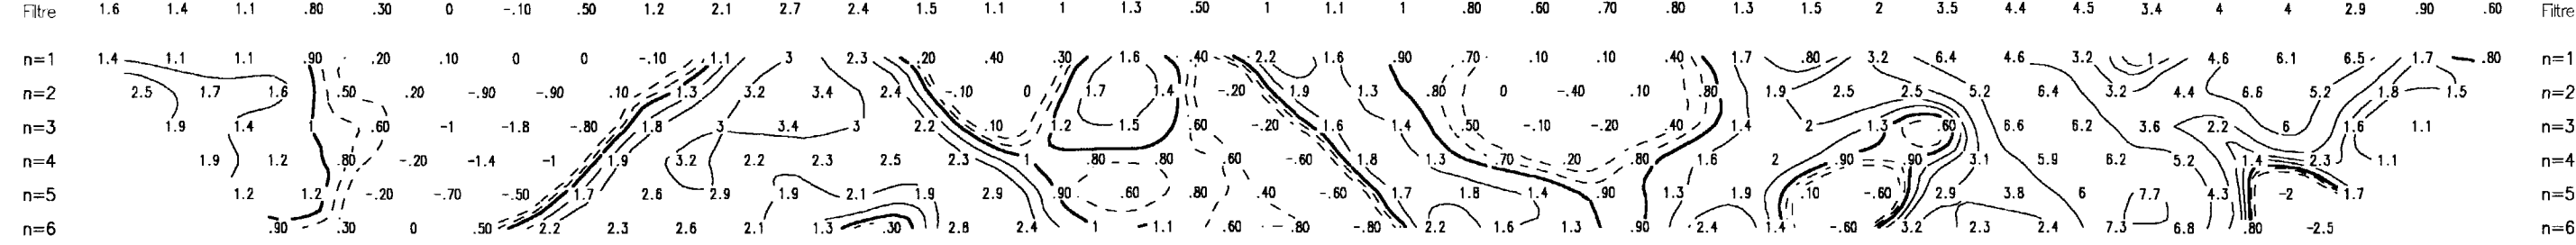 Filtre 1.6 1.4 1.1 .80 .30 0 -.10 .50 1.2 2.1 2.7 2.4 1.5 1.1 1 1.3 .50 1 1.1 1 .80 .60 .70 .80 1.3 1.5 2 3.5 4.4 4.5 3.4 4 4 2.9 .90 .60 Filtre
n=1 1.4 1.1 1.1 .90 .20 .10 0 0 -.10 1.1 3 2.3 .20 .40 .30 1.6 .40 2.2 1.6 .90 .70 .10 .10 .40 1.7 .80 3.2 6.4 4.6 3.2 1 4.6 6.1 6.5 1.7 .80 n=1
n=2 2.5 1.7 1.6 .50 .20 -.90 -.90 .10 1.3 3.2 3.4 2.4 -.10 0 1.7 1.4 -.20 1.9 1.3 .80 0 -.40 .10 .80 1.9 2.5 2.5 5.2 6.4 3.2 4.4 6.6 5.2 1.8 1.5 n=2
n=3 1.9 1.4 1 .60 -1 -1.8 -.80 1.8 3 3.4 3 2.2 .10 1.2 1.5 .60 -.20 1.6 1.4 .50 -.10 -.20 .40 1.4 2 1.3 .60 6.6 6.2 3.6 2.2 6 1.6 1.1 n=3
n=4 1.9 1.2 .80 -.20 -1.4 -1 1.9 3.2 2.2 2.3 2.5 2.3 1 .80 .80 .60 -.60 1.8 1.3 .70 .20 .80 1.6 2 .90 .90 3.1 5.9 6.2 5.2 1.4 2.3 1.1 n=4
n=5 1.2 1.2 -.20 -.70 -.50 1.7 2.6 2.9 1.9 2.1 1.9 2.9 .90 .60 .80 .40 -.60 1.7 1.8 1.4 .90 1.3 1.9 .10 -.60 2.9 3.8 6 7.7 4.3 -2 1.7 n=5
n=6 .90 .30 0 .50 2.2 2.3 2.6 2.1 1.3 .30 2.8 2.4 1 1.1 .60 -.80 -.80 2.2 1.6 1.3 .90 2.4 1.4 -.60 3.2 2.3 2.4 7.3 6.8 .80 -2.5 n=6